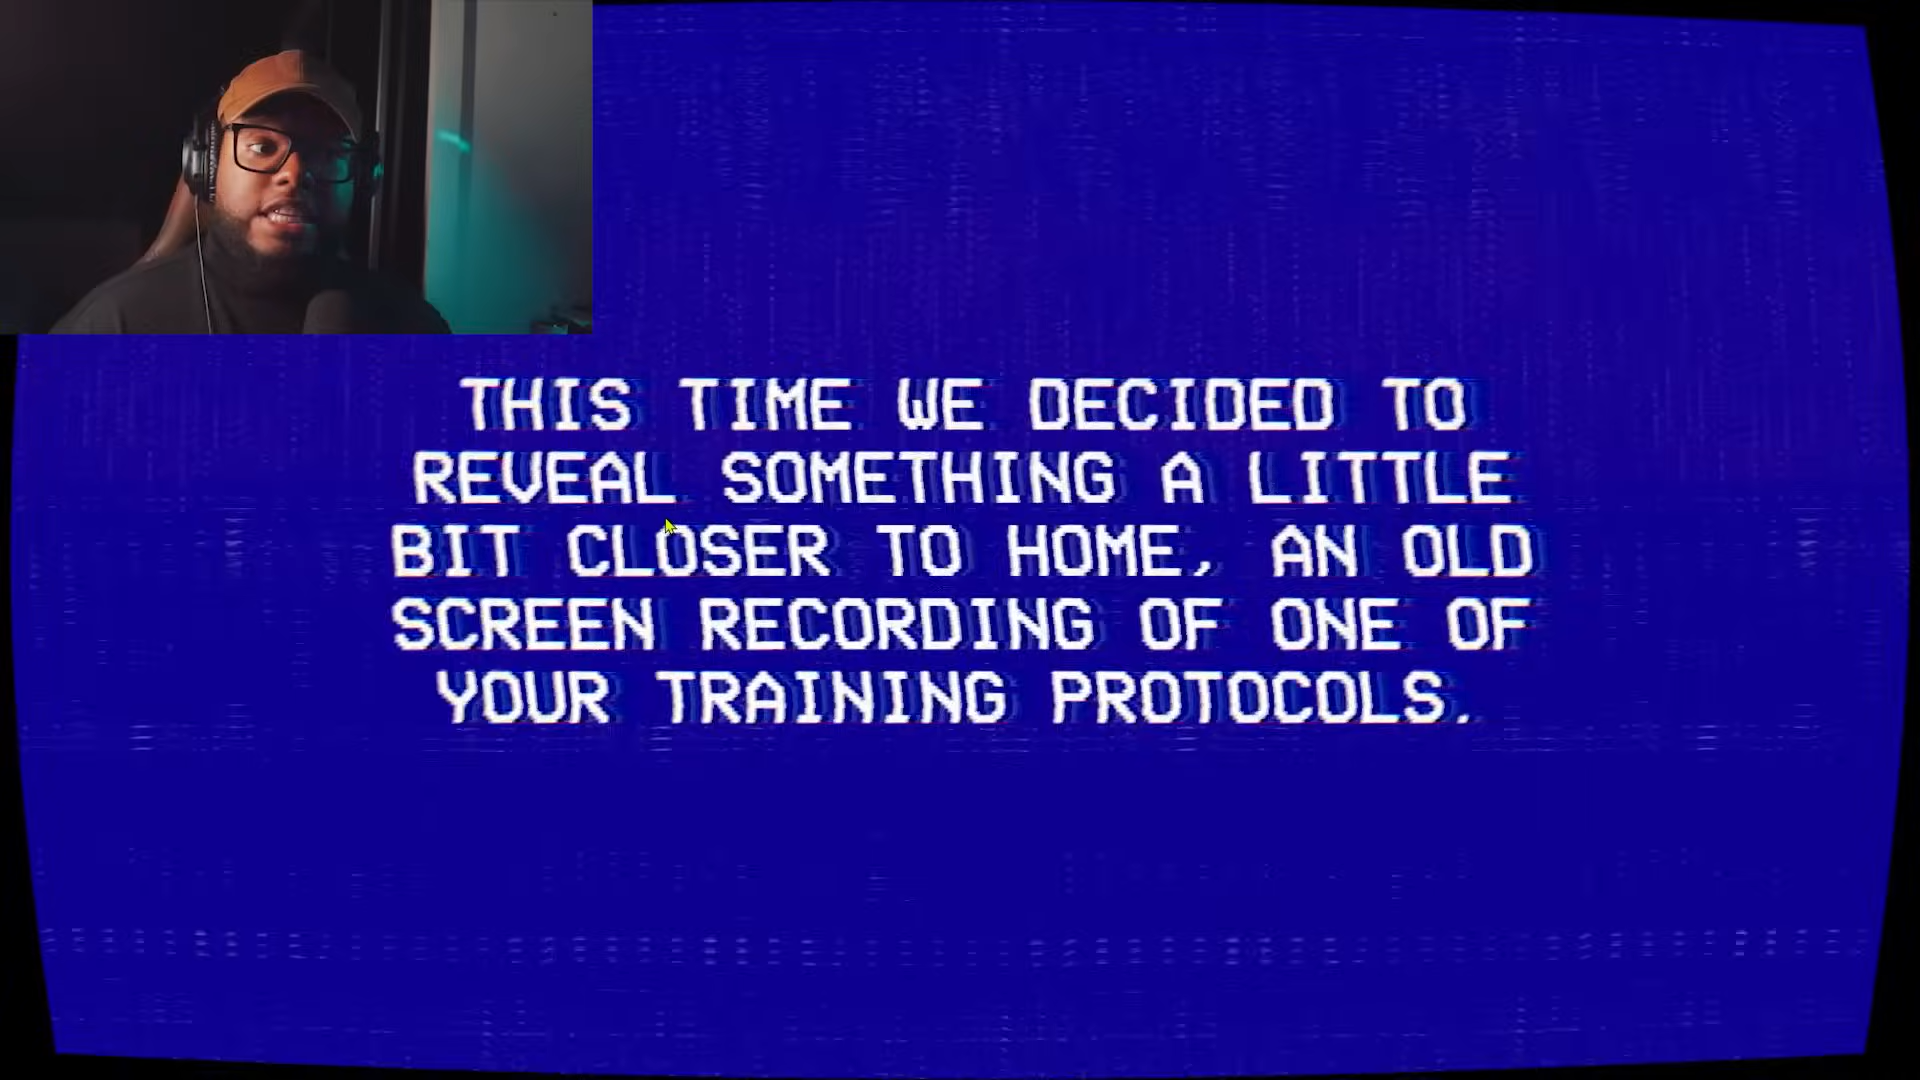 THIS TIME WE DECIDED TO
REVEAL SOMETHING A LITTLE
BIT CLOSER TO HOME, AN OLD
SCREEN RECORDING OF ONE OF
YOUR TRAINING PROTOCOLS.